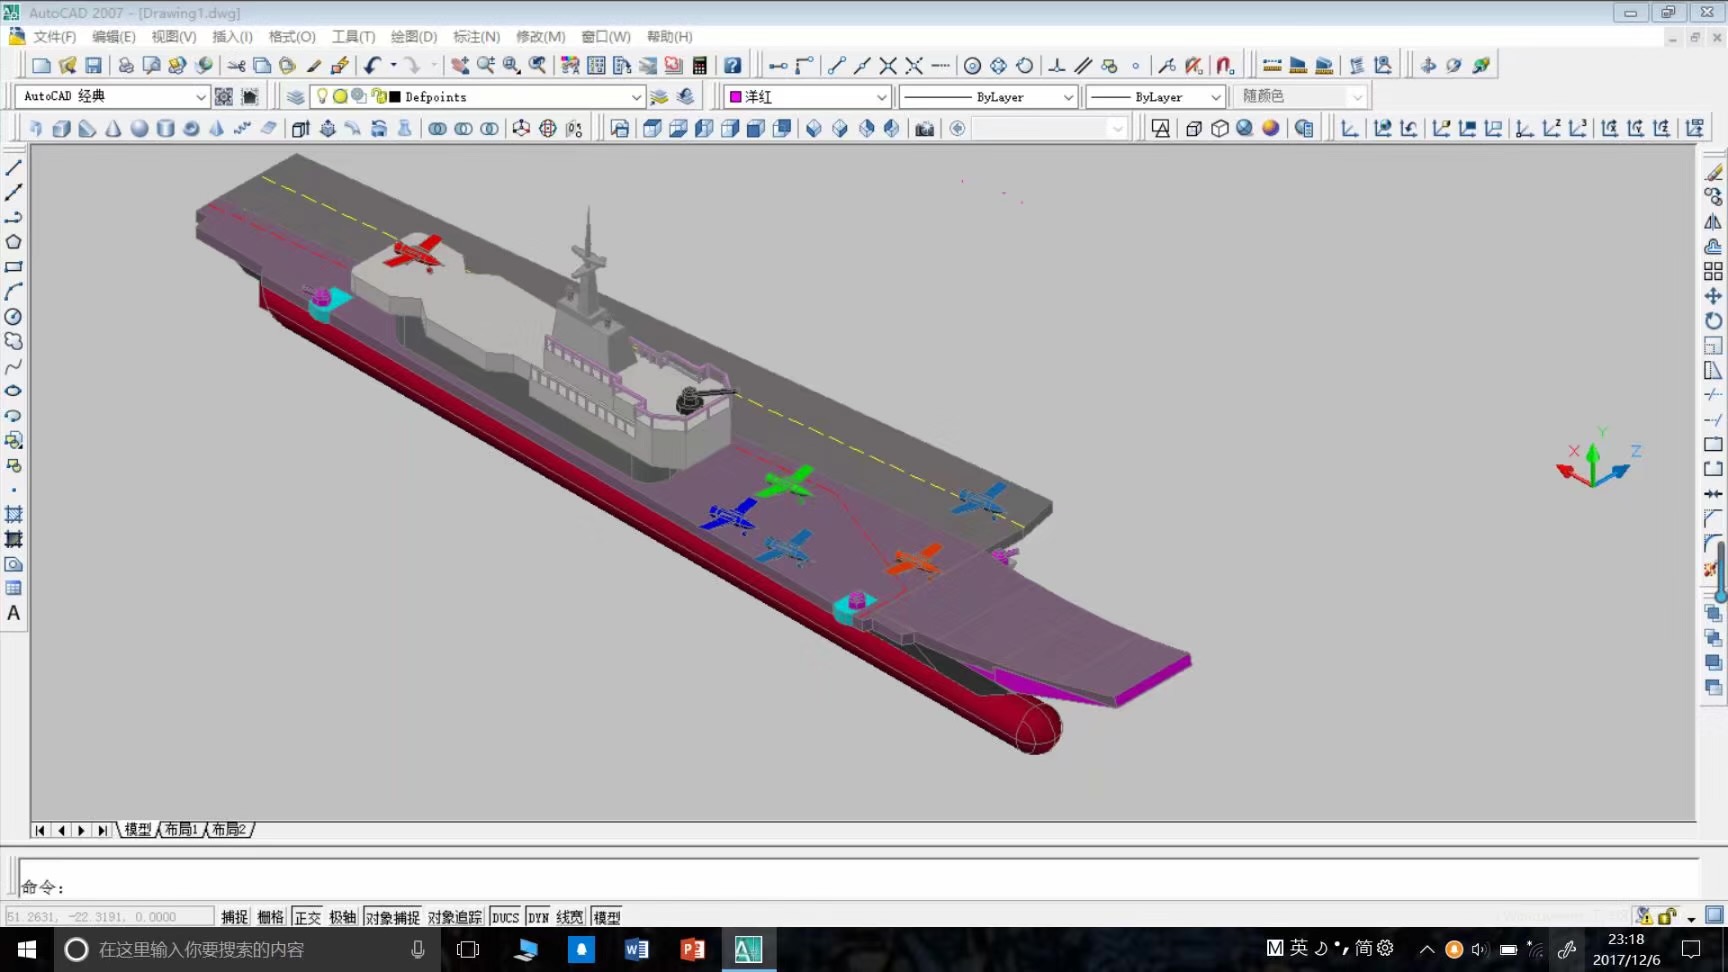 AutoCAD 2007 - [Drawing1.dwg]
文件(F) 编辑(E) 视图(V) 插入(I) 格式(O) 工具(T) 绘图(D) 标注(N) 修改(M) 窗口(W) 帮助(H)
AutoCAD 经典 Defpoints 洋红 ByLayer ByLayer 随颜色
A
X Y Z
模型 布局1 布局2
命令:
51.2631, -22.3191, 0.0000 捕捉 栅格 正交 极轴 对象捕捉 对象追踪 DUCS DYN 线宽 模型
在这里输入你要搜索的内容 M 英 简 23:18
2017/12/6